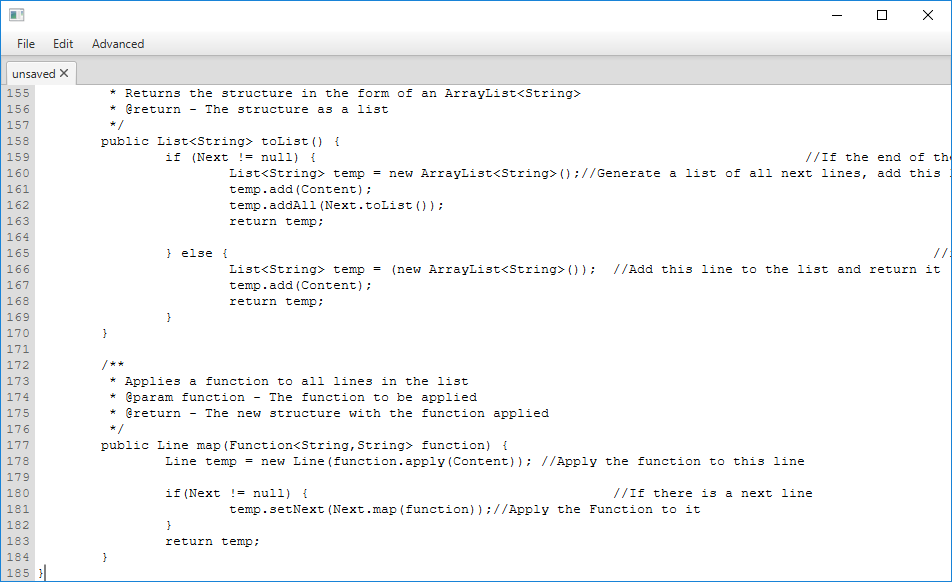 File Edit Advanced
unsaved
155 * Returns the structure in the form of an ArrayList<String>
156 * @return - The structure as a list
157 */
158 public List<String> toList() {
159 if (Next != null) { //If the end of the
160 List<String> temp = new ArrayList<String>();//Generate a list of all next lines, add this
161 temp.add(Content);
162 temp.addAll(Next.toList());
163 return temp;
164
165 } else { //
166 List<String> temp = (new ArrayList<String>()); //Add this line to the list and return it
167 temp.add(Content);
168 return temp;
169 }
170 }
171
172 /**
173 * Applies a function to all lines in the list
174 * @param function - The function to be applied
175 * @return - The new structure with the function applied
176 */
177 public Line map(Function<String,String> function) {
178 Line temp = new Line(function.apply(Content)); //Apply the function to this line
179
180 if(Next != null) { //If there is a next line
181 temp.setNext(Next.map(function));//Apply the Function to it
182 }
183 return temp;
184 }
185 }